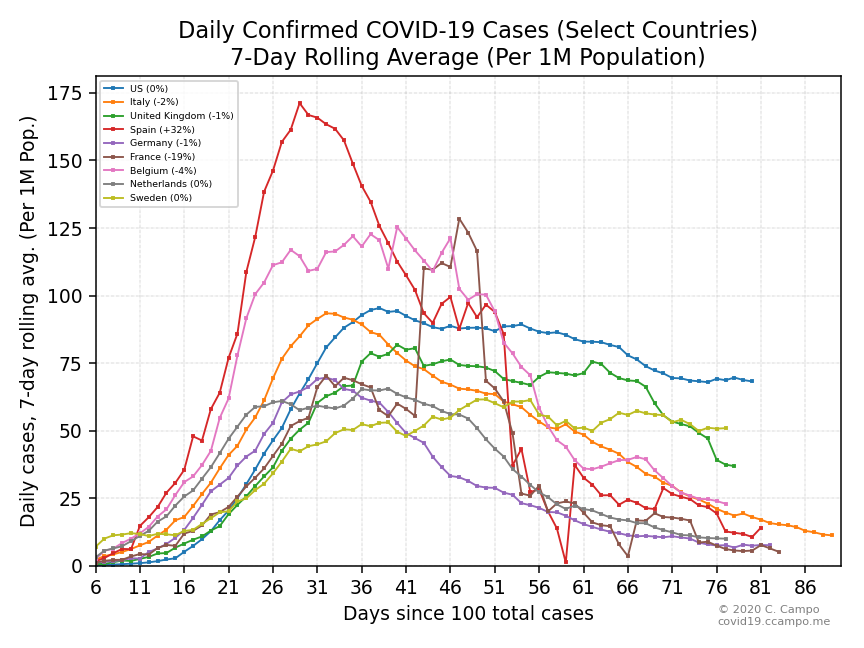 Daily Confirmed COVID-19 Cases (Select Countries)
7-Day Rolling Average (Per 1M Population)
Daily cases, 7-day rolling avg. (Per 1M Pop.)
175
150
125
100
75
50
25
0
US (0%)
Italy (-2%)
United Kingdom (-1%)
Spain (+32%)
Germany (-1%)
France (-19%)
Belgium (-4%)
Netherlands (0%)
Sweden (0%)
6 11 16 21 26 31 36 41 46 51 56 61 66 71 76 81 86
Days since 100 total cases
© 2020 C. Campo
covid19.ccampo.me